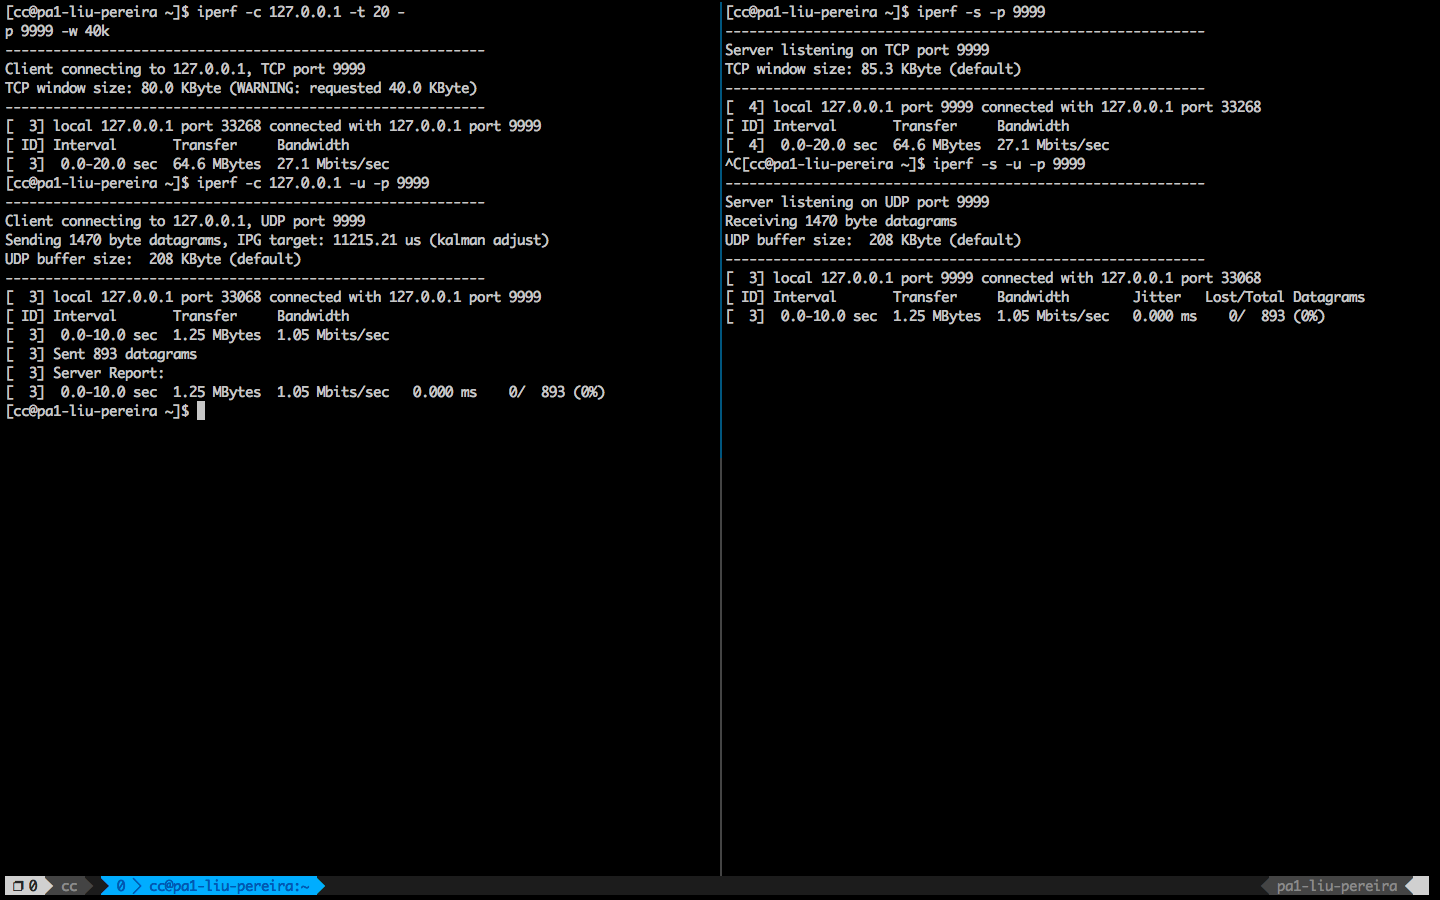 [cc@pa1-liu-pereira ~]$ iperf -c 127.0.0.1 -t 20 -
p 9999 -w 40k
------------------------------------------------------------
Client connecting to 127.0.0.1, TCP port 9999
TCP window size: 80.0 KByte (WARNING: requested 40.0 KByte)
------------------------------------------------------------
[  3] local 127.0.0.1 port 33268 connected with 127.0.0.1 port 9999
[ ID] Interval       Transfer     Bandwidth
[  3]  0.0-20.0 sec  64.6 MBytes  27.1 Mbits/sec
[cc@pa1-liu-pereira ~]$ iperf -c 127.0.0.1 -u -p 9999
------------------------------------------------------------
Client connecting to 127.0.0.1, UDP port 9999
Sending 1470 byte datagrams, IPG target: 11215.21 us (kalman adjust)
UDP buffer size:  208 KByte (default)
------------------------------------------------------------
[  3] local 127.0.0.1 port 33068 connected with 127.0.0.1 port 9999
[ ID] Interval       Transfer     Bandwidth
[  3]  0.0-10.0 sec  1.25 MBytes  1.05 Mbits/sec
[  3] Sent 893 datagrams
[  3] Server Report:
[  3]  0.0-10.0 sec  1.25 MBytes  1.05 Mbits/sec   0.000 ms    0/  893 (0%)
[cc@pa1-liu-pereira ~]$
[cc@pa1-liu-pereira ~]$ iperf -s -p 9999
------------------------------------------------------------
Server listening on TCP port 9999
TCP window size: 85.3 KByte (default)
------------------------------------------------------------
[  4] local 127.0.0.1 port 9999 connected with 127.0.0.1 port 33268
[ ID] Interval       Transfer     Bandwidth
[  4]  0.0-20.0 sec  64.6 MBytes  27.1 Mbits/sec
^C[cc@pa1-liu-pereira ~]$ iperf -s -u -p 9999
------------------------------------------------------------
Server listening on UDP port 9999
Receiving 1470 byte datagrams
UDP buffer size:  208 KByte (default)
------------------------------------------------------------
[  3] local 127.0.0.1 port 9999 connected with 127.0.0.1 port 33068
[ ID] Interval       Transfer     Bandwidth        Jitter   Lost/Total Datagrams
[  3]  0.0-10.0 sec  1.25 MBytes  1.05 Mbits/sec   0.000 ms    0/  893 (0%)
0 cc 0 cc@pa1-liu-pereira:~ pa1-liu-pereira